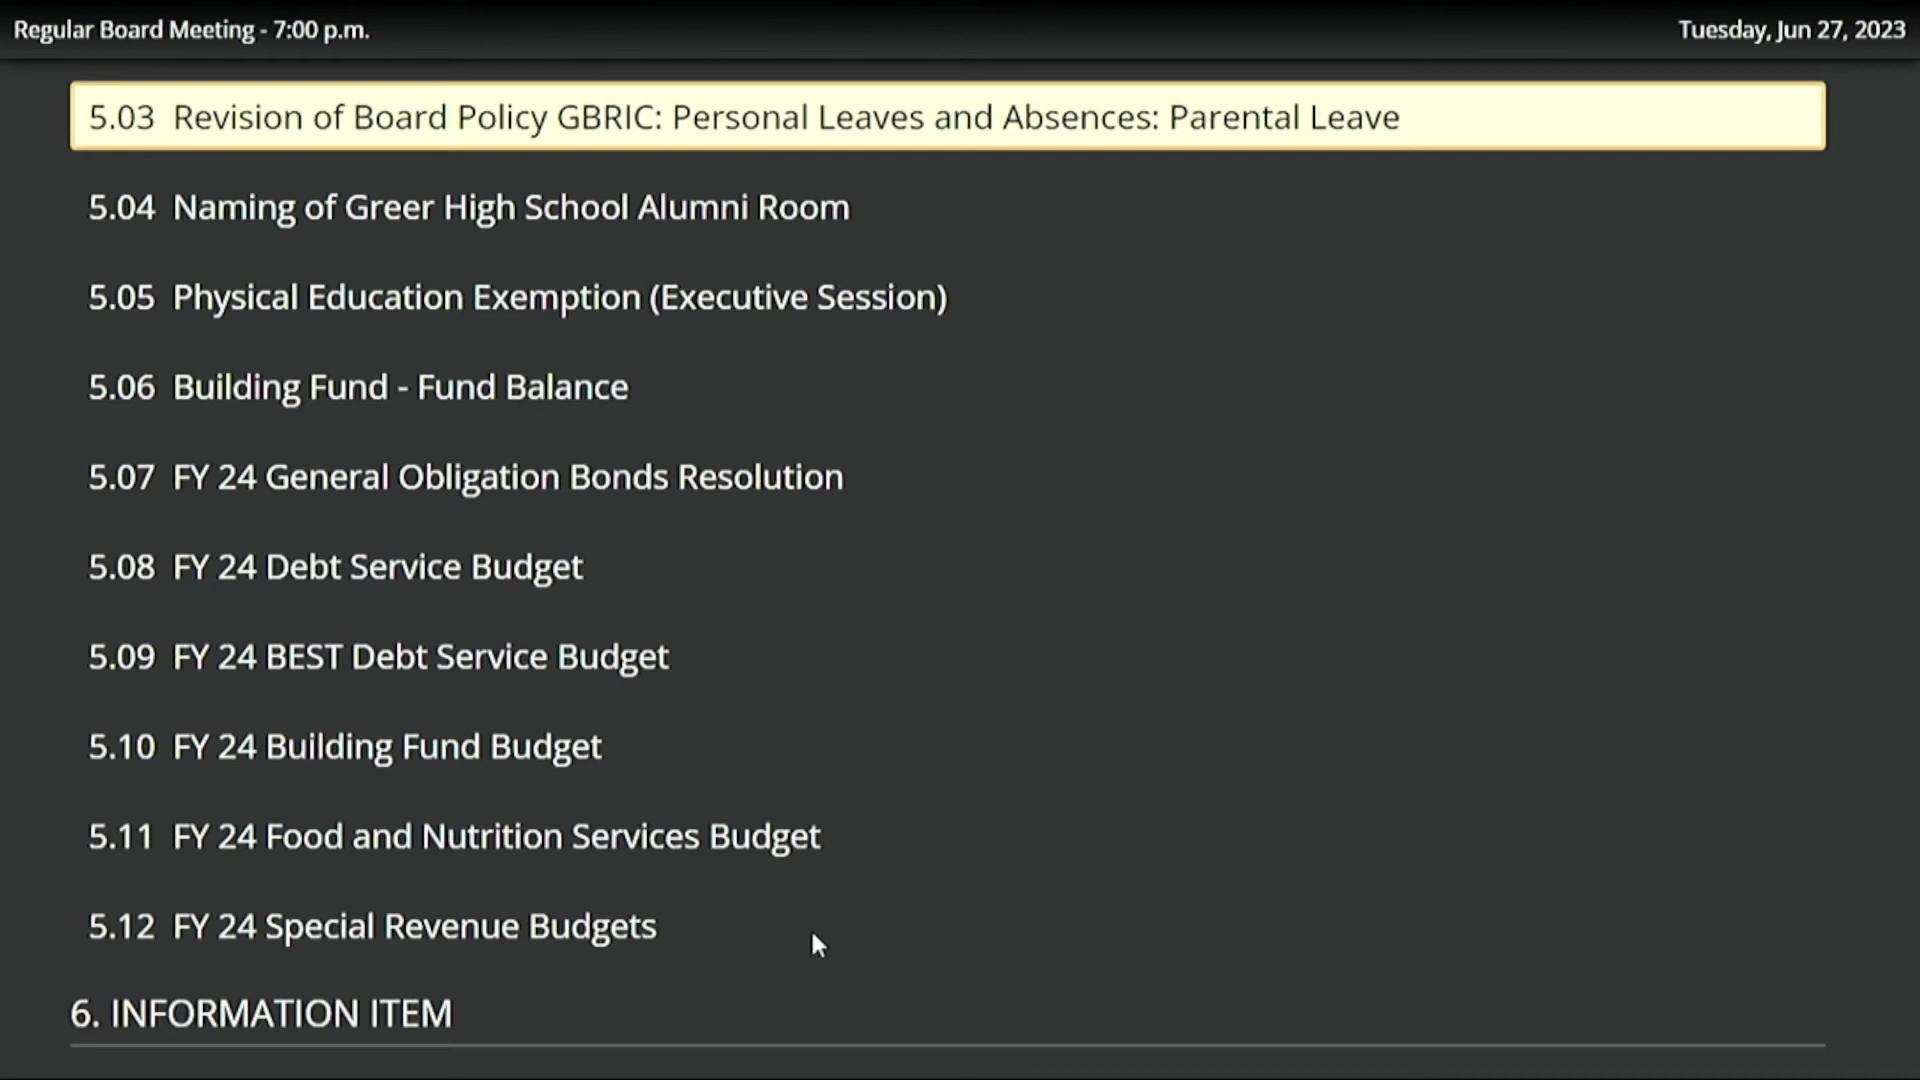 Regular Board Meeting - 7:00 p.m.
Tuesday, Jun 27, 2023
5.03 Revision of Board Policy GBRIC: Personal Leaves and Absences: Parental Leave
5.04 Naming of Greer High School Alumni Room
5.05 Physical Education Exemption (Executive Session)
5.06 Building Fund - Fund Balance
5.07 FY 24 General Obligation Bonds Resolution
5.08 FY 24 Debt Service Budget
5.09 FY 24 BEST Debt Service Budget
5.10 FY 24 Building Fund Budget
5.11 FY 24 Food and Nutrition Services Budget
5.12 FY 24 Special Revenue Budgets
6. INFORMATION ITEM